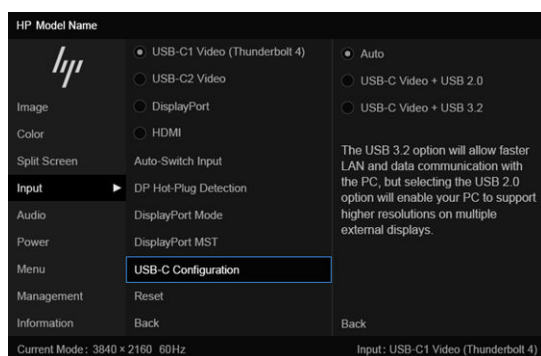 HP Model Name
hp
Image
Color
Split Screen
Input
Audio
Power
Menu
Management
Information
USB-C1 Video (Thunderbolt 4)
USB-C2 Video
DisplayPort
HDMI
Auto-Switch Input
DP Hot-Plug Detection
DisplayPort Mode
DisplayPort MST
USB-C Configuration
Reset
Back
Auto
USB-C Video + USB 2.0
USB-C Video + USB 3.2
The USB 3.2 option will allow faster
LAN and data communication with
the PC, but selecting the USB 2.0
option will enable your PC to support
higher resolutions on multiple
external displays.
Back
Current Mode: 3840 × 2160 60Hz
Input: USB-C1 Video (Thunderbolt 4)